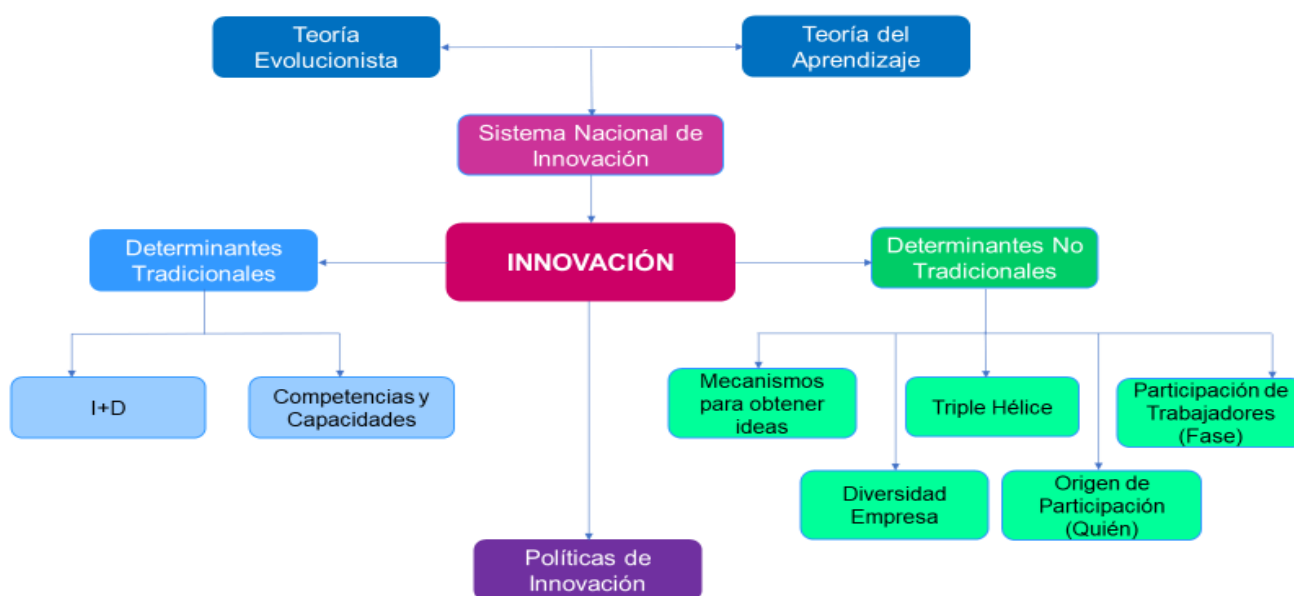 Teoría
Evolucionista
Teoría del
Aprendizaje
Sistema Nacional de
Innovación
Determinantes
Tradicionales
INNOVACIÓN
Determinantes No
Tradicionales
I+D
Competencias y
Capacidades
Mecanismos
para obtener
ideas
Triple Hélice
Participación de
Trabajadores
(Fase)
Diversidad
Empresa
Origen de
Participación
(Quién)
Políticas de
Innovación